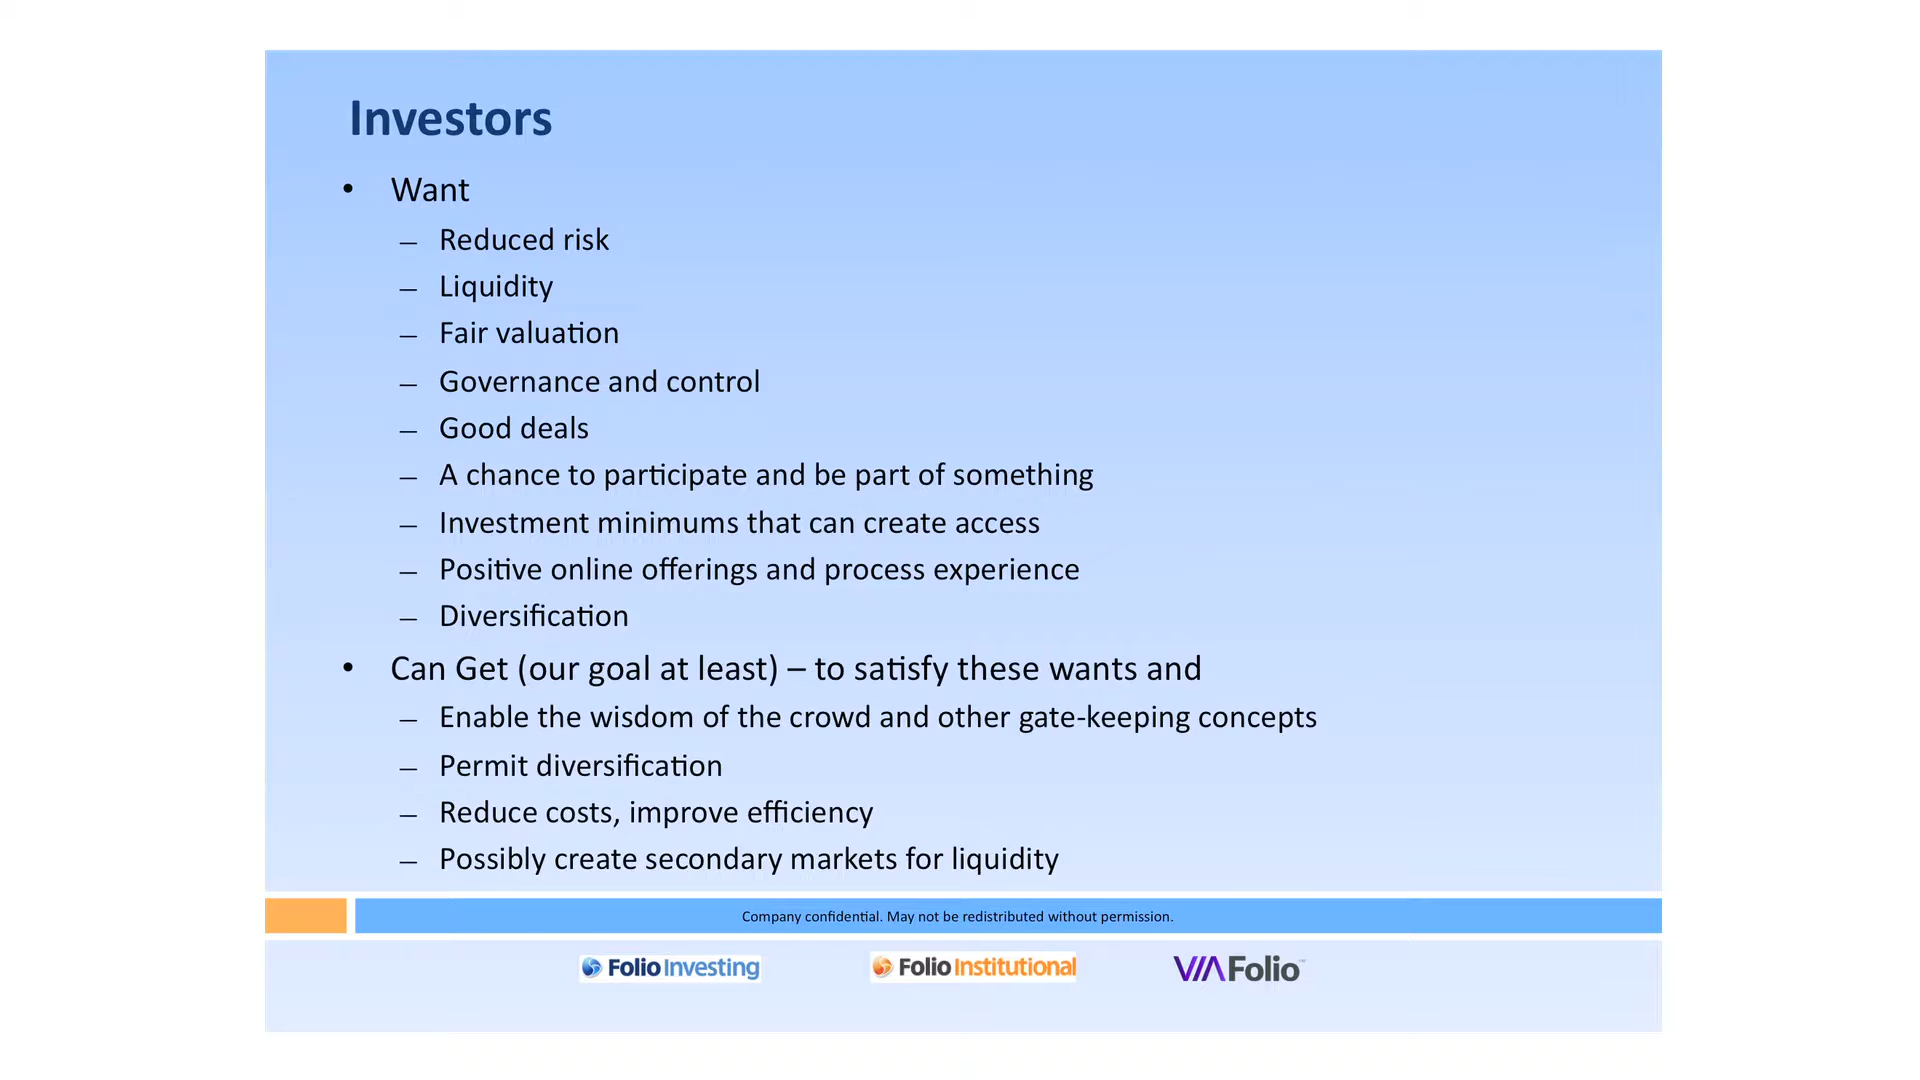 Investors
• Want
— Reduced risk
— Liquidity
— Fair valuation
— Governance and control
— Good deals
— A chance to participate and be part of something
— Investment minimums that can create access
— Positive online offerings and process experience
— Diversification
• Can Get (our goal at least) – to satisfy these wants and
— Enable the wisdom of the crowd and other gate-keeping concepts
— Permit diversification
— Reduce costs, improve efficiency
— Possibly create secondary markets for liquidity
Company confidential. May not be redistributed without permission.
Folio Investing Folio Institutional VIA Folio